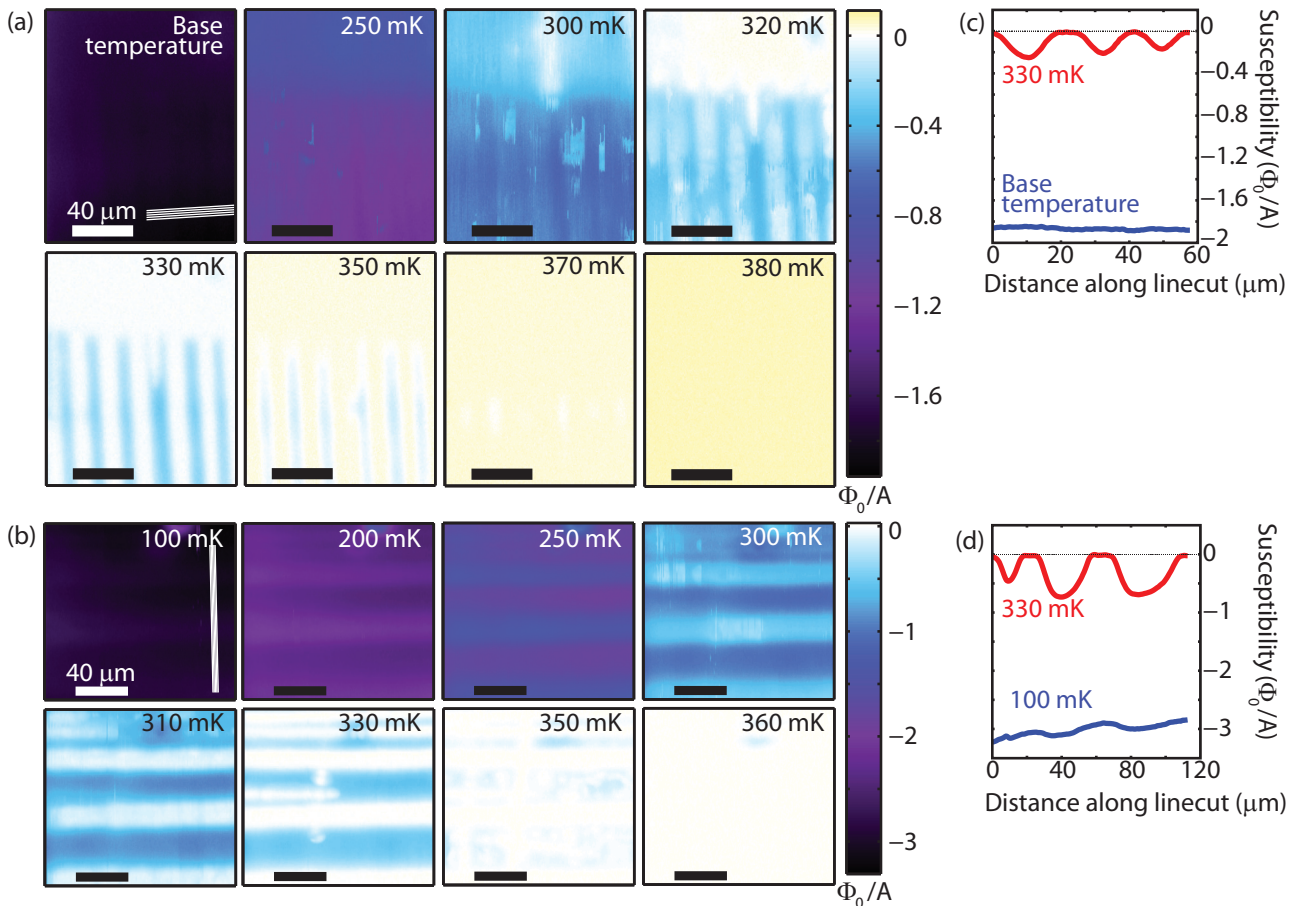 (a)
Base
temperature
250 mK
300 mK
320 mK
40 μm
330 mK
350 mK
370 mK
380 mK
0
−0.4
−0.8
−1.2
−1.6
Φ₀/A
(c)
330 mK
Base
temperature
0
−0.4
−0.8
−1.2
−1.6
−2
Susceptibility (Φ₀/A)
0 20 40 60
Distance along linecut (μm)
(b)
100 mK
200 mK
250 mK
300 mK
40 μm
310 mK
330 mK
350 mK
360 mK
0
−1
−2
−3
Φ₀/A
(d)
330 mK
100 mK
0
−1
−2
−3
Susceptibility (Φ₀/A)
0 40 80 120
Distance along linecut (μm)